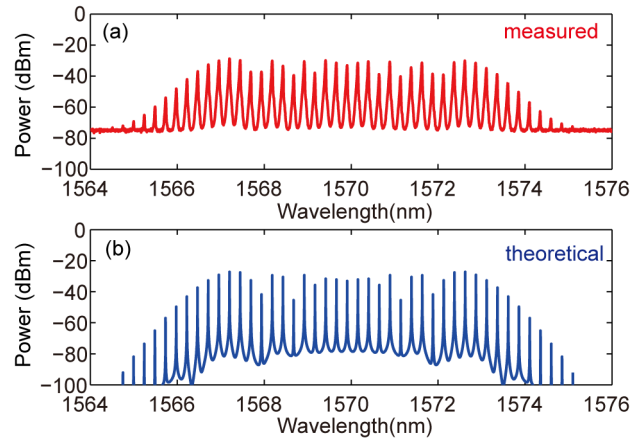 (a)
measured
Power (dBm)
0
−20
−40
−60
−80
−100
1564 1566 1568 1570 1572 1574 1576
Wavelength(nm)
(b)
theoretical
Power (dBm)
0
−20
−40
−60
−80
−100
1564 1566 1568 1570 1572 1574 1576
Wavelength(nm)